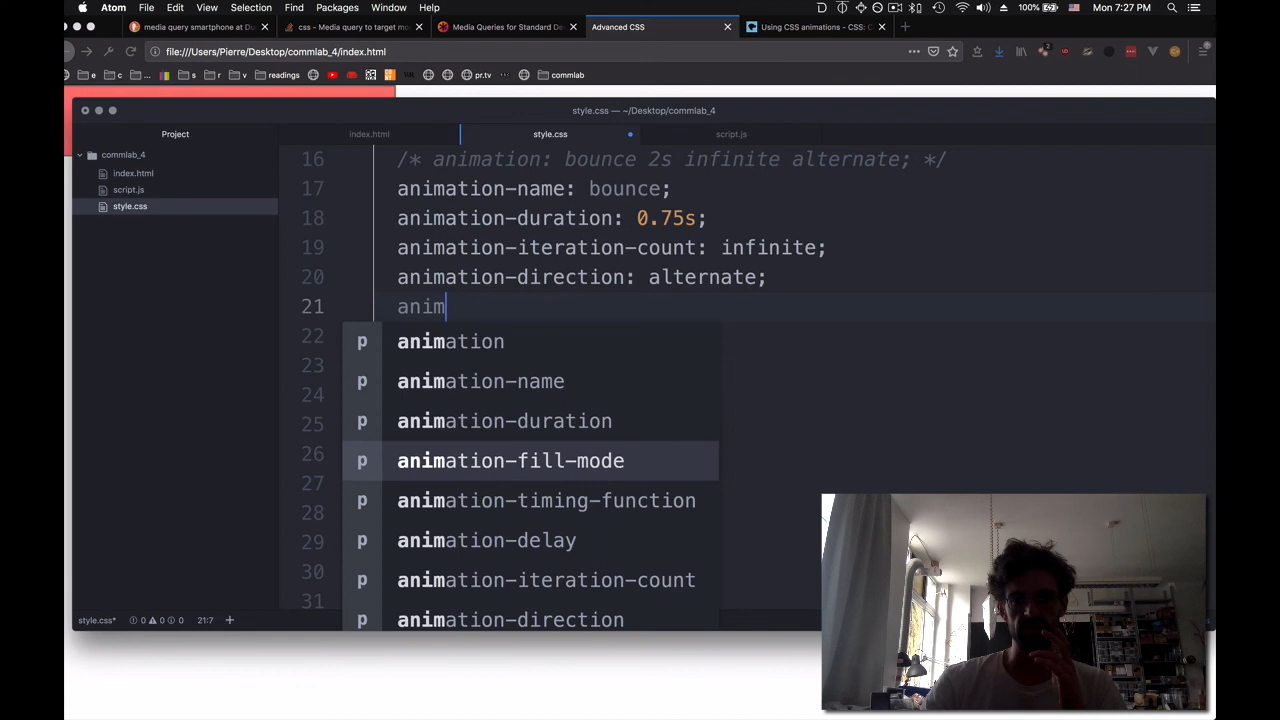 Atom File Edit View Selection Find Packages Window Help
100% Mon 7:27 PM
media query smartphone at Du
css - Media query to target mo
Media Queries for Standard De
Advanced CSS
Using CSS animations - CSS: C
file:///Users/Pierre/Desktop/commlab_4/index.html
e c ... s r v readings pr.tv commlab
style.css — ~/Desktop/commlab_4
Project
index.html
style.css
script.js
commlab_4
index.html
script.js
style.css
16 /* animation: bounce 2s infinite alternate; */
17 animation-name: bounce;
18 animation-duration: 0.75s;
19 animation-iteration-count: infinite;
20 animation-direction: alternate;
21 anim
22
23
24
25
26
27
28
29
30
31
p animation
p animation-name
p animation-duration
p animation-fill-mode
p animation-timing-function
p animation-delay
p animation-iteration-count
p animation-direction
style.css* 0 0 0 21:7